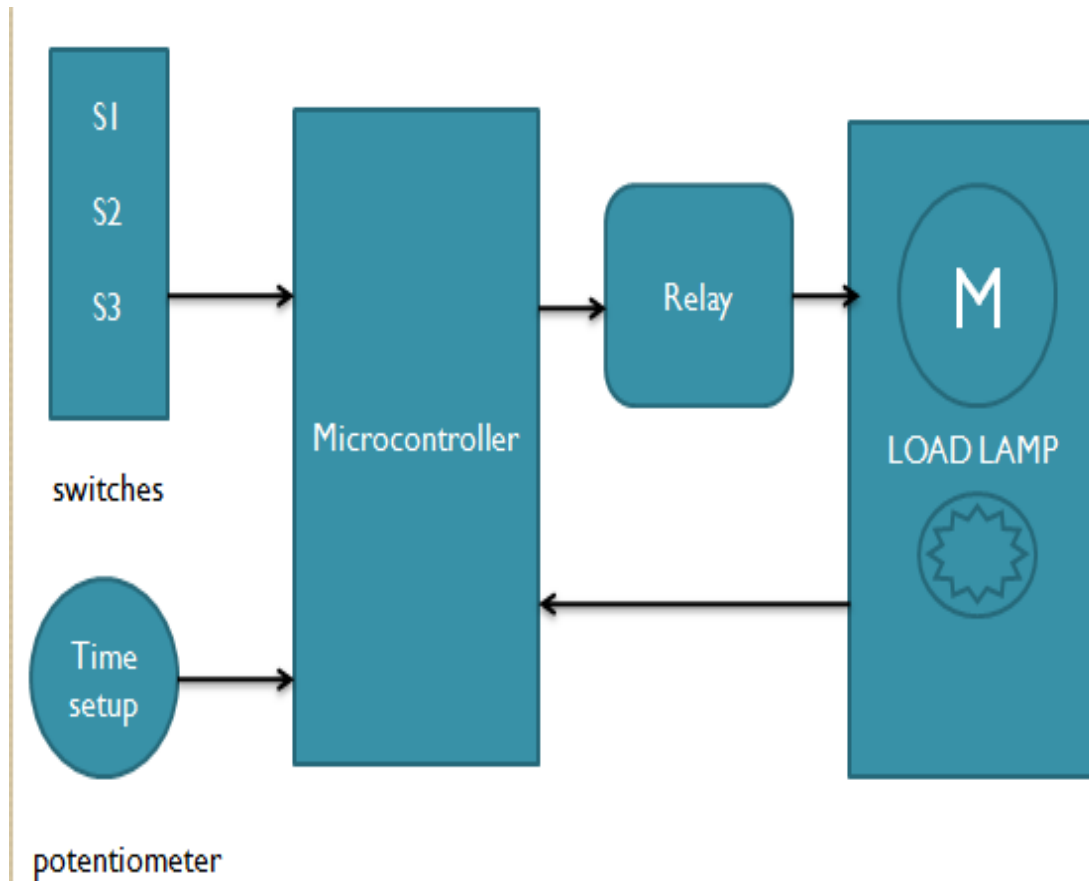 S1
S2
S3
switches
Time
setup
potentiometer
Microcontroller
Relay
M
LOAD LAMP